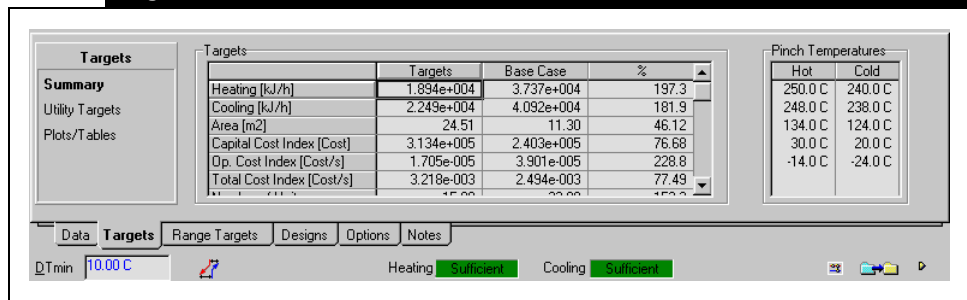 Targets
Summary
Utility Targets
Plots/Tables
Targets
Targets Base Case %
Heating [kJ/h] 1.894e+004 3.737e+004 197.3
Cooling [kJ/h] 2.249e+004 4.092e+004 181.9
Area [m2] 24.51 11.30 46.12
Capital Cost Index [Cost] 3.134e+005 2.403e+005 76.68
Op. Cost Index [Cost/s] 1.705e-005 3.901e-005 228.8
Total Cost Index [Cost/s] 3.218e-003 2.494e-003 77.49
Pinch Temperatures
Hot Cold
250.0 C 240.0 C
248.0 C 238.0 C
134.0 C 124.0 C
30.0 C 20.0 C
-14.0 C -24.0 C
Data Targets Range Targets Designs Options Notes
DTmin 10.00 C Heating Sufficient Cooling Sufficient